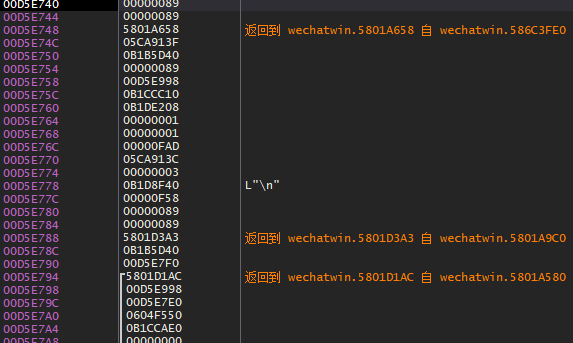 00D5E740 00000089
00D5E744 00000089
00D5E748 5801A658 返回到 wechatwin.5801A658 自 wechatwin.586C3FE0
00D5E74C 05CA913F
00D5E750 0B1B5D40
00D5E754 00000089
00D5E758 00D5E998
00D5E75C 0B1CCC10
00D5E760 0B1DE208
00D5E764 00000001
00D5E768 00000001
00D5E76C 00000FAD
00D5E770 05CA913C
00D5E774 00000003
00D5E778 0B1D8F40 L"\n"
00D5E77C 00000F58
00D5E780 00000089
00D5E784 00000089
00D5E788 5801D3A3 返回到 wechatwin.5801D3A3 自 wechatwin.5801A9C0
00D5E78C 0B1B5D40
00D5E790 00D5E7F0
00D5E794 5801D1AC 返回到 wechatwin.5801D1AC 自 wechatwin.5801A580
00D5E798 00D5E998
00D5E79C 00D5E7E0
00D5E7A0 0604F550
00D5E7A4 0B1CCAE0
00D5E7A8 00000000